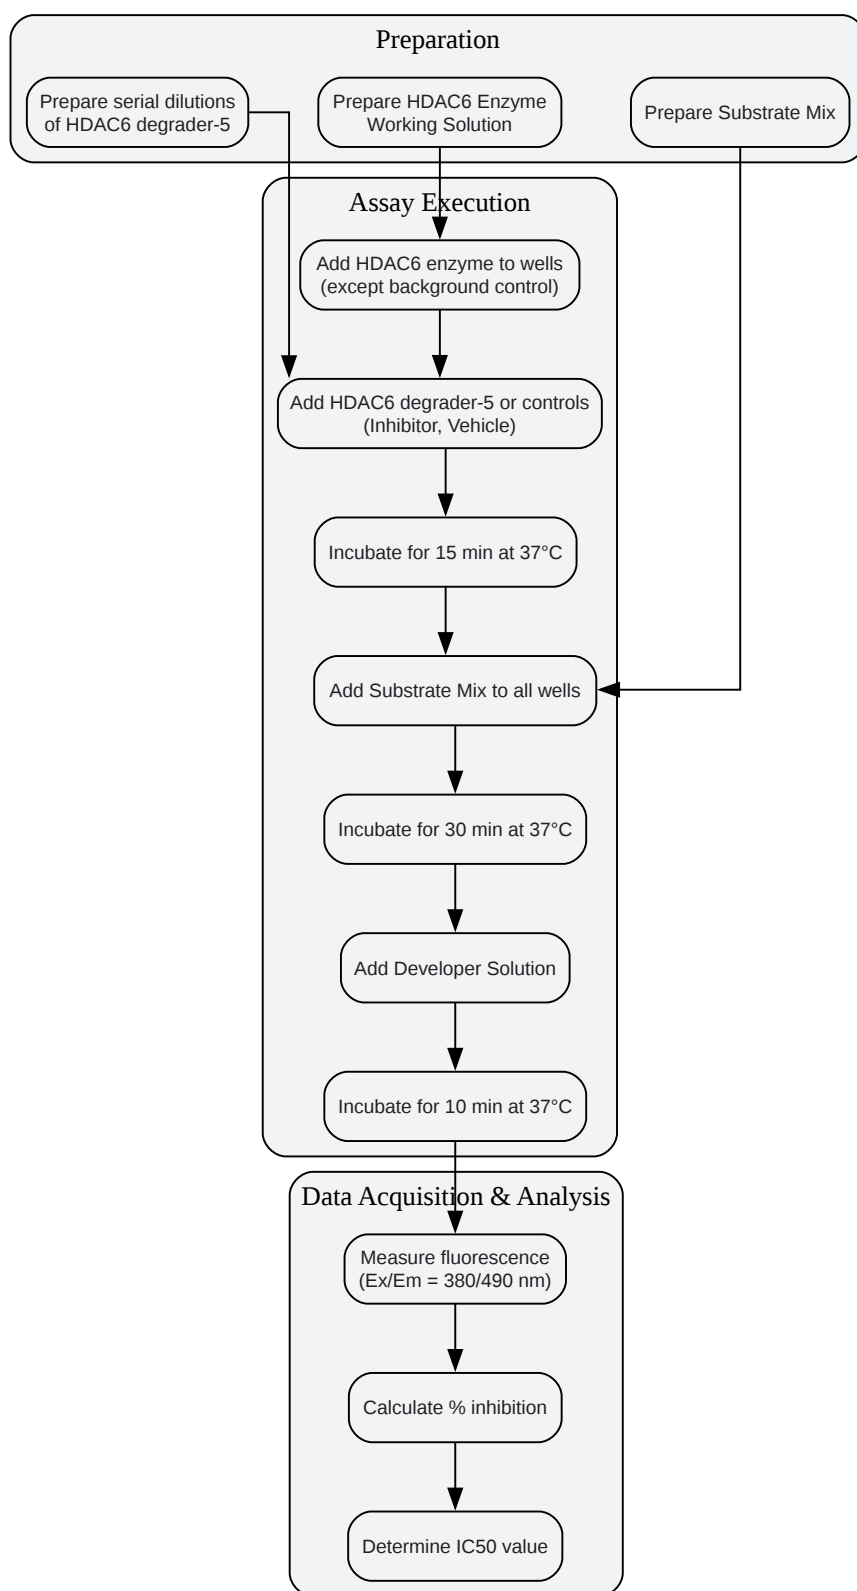 Preparation
Prepare serial dilutions
of HDAC6 degrader-5
Prepare HDAC6 Enzyme
Working Solution
Prepare Substrate Mix
Assay Execution
Add HDAC6 enzyme to wells
(except background control)
Add HDAC6 degrader-5 or controls
(Inhibitor, Vehicle)
Incubate for 15 min at 37°C
Add Substrate Mix to all wells
Incubate for 30 min at 37°C
Add Developer Solution
Incubate for 10 min at 37°C
Data Acquisition & Analysis
Measure fluorescence
(Ex/Em = 380/490 nm)
Calculate % inhibition
Determine IC50 value